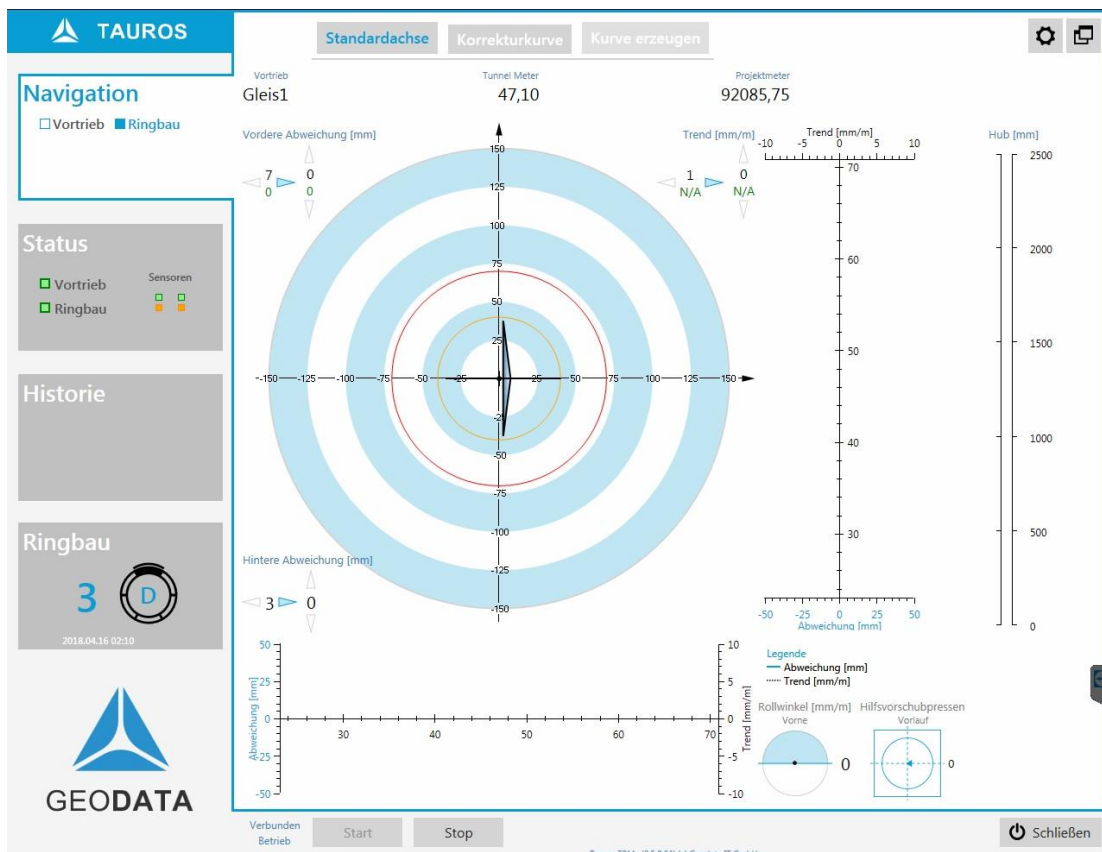 TAUROS
Standardachse Korrekturkurve Kurve erzeugen
Navigation
Vortrieb Ringbau
Vortrieb Tunnel Meter Projektmeter
Gleis1 47,10 92085,75
Vordere Abweichung [mm]
7 0
0 0
Trend [mm/m]
1 0
N/A N/A
150
125
100
75
50
25
-150 -125 -100 -75 -50 -25 25 50 75 100 125 150
-50
-75
-100
-125
-150
Trend [mm/m]
-10 -5 0 5 10
70
60
50
40
30
-50 -25 0 25 50
Abweichung [mm]
Hub [mm]
2500
2000
1500
1000
500
0
Status
Vortrieb Sensoren
Ringbau
Historie
Ringbau
3 D
2018.04.16 02:10
Hintere Abweichung [mm]
3 0
Abweichung [mm]
50
25
0
-25
-50
30 40 50 60 70
10
5
0
-5
-10
Trend [mm/m]
Legende
Abweichung [mm]
Trend [mm/m]
Rollwinkel [mm/m] Hilfsvorschubpressen
Vorne Vorlauf
0 0
GEODATA
Verbunden
Betrieb
Start Stop Schließen